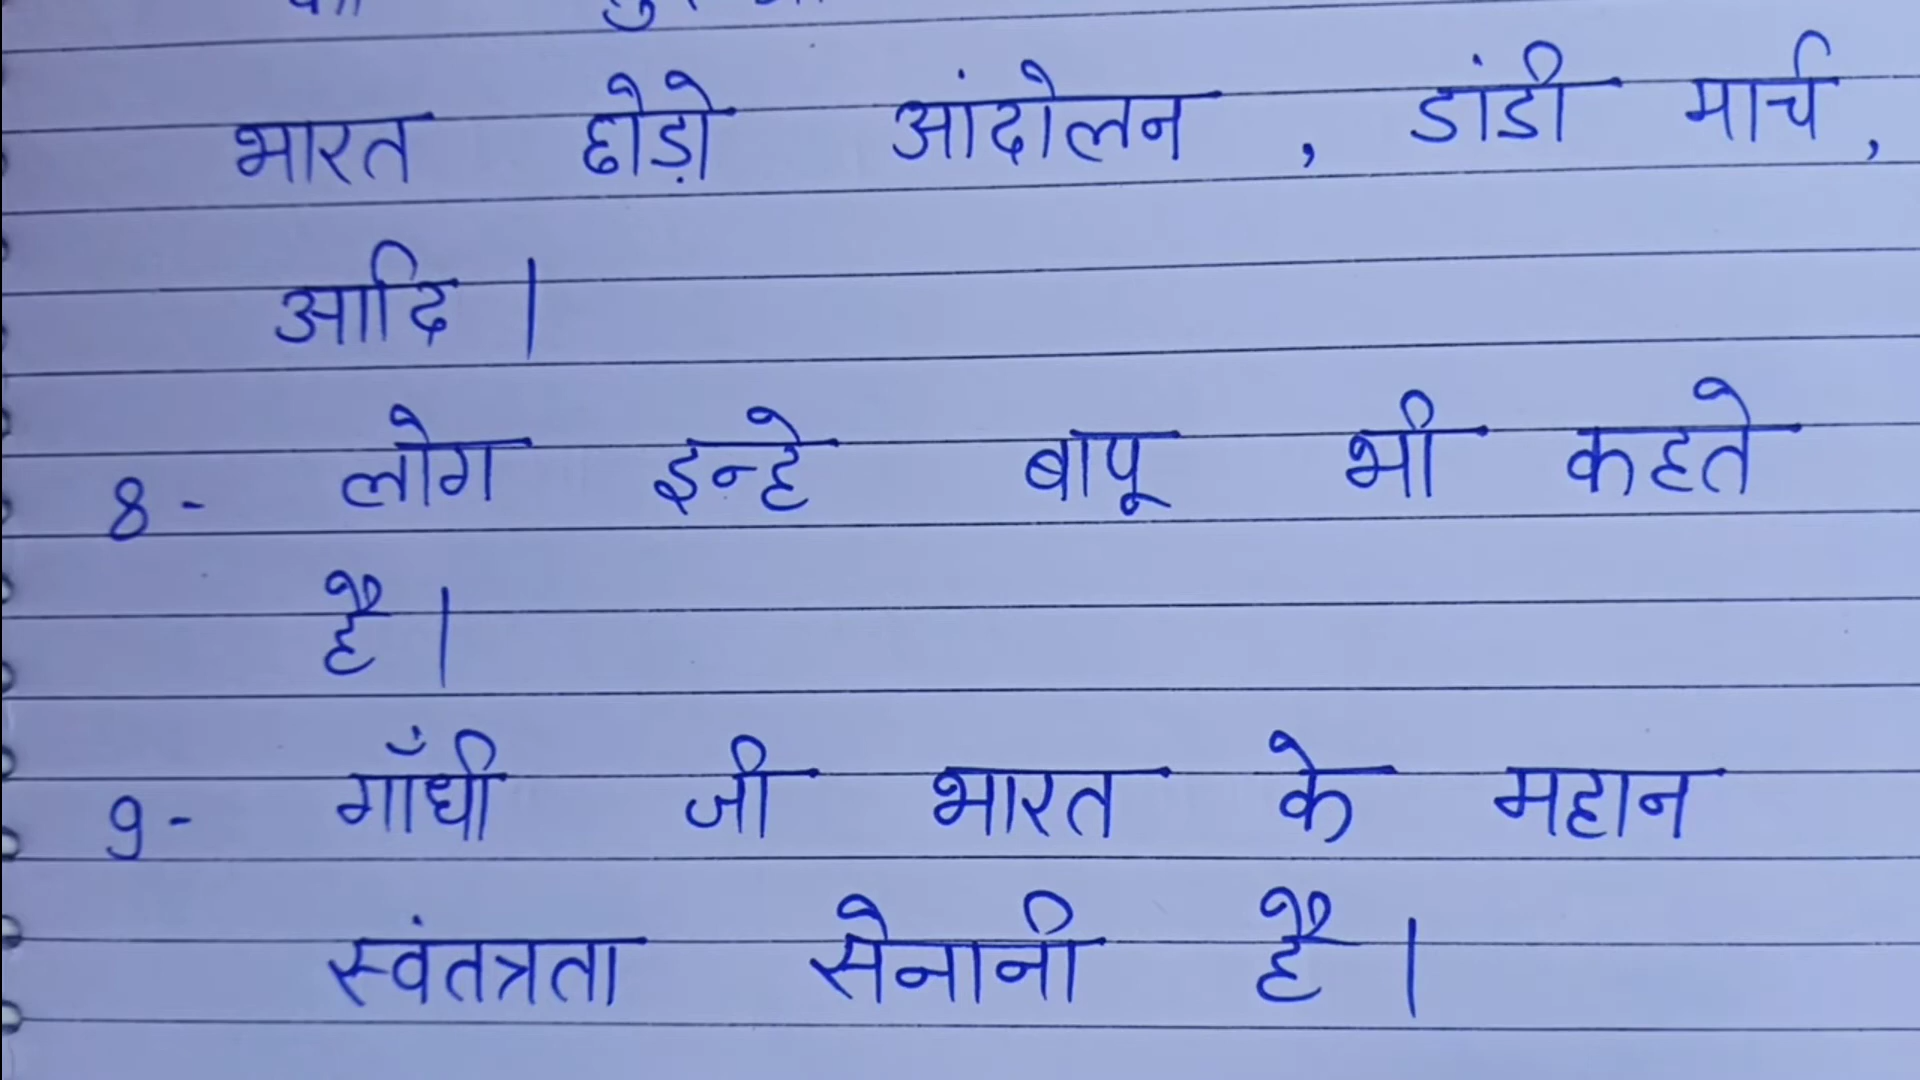 भारत छोड़ो आंदोलन , डांडी मार्च ,
आदि ।
8- लोग इन्हे बापू भी कहते
है ।
9- गाँधी जी भारत के महान
स्वंतत्रता सेनानी है ।